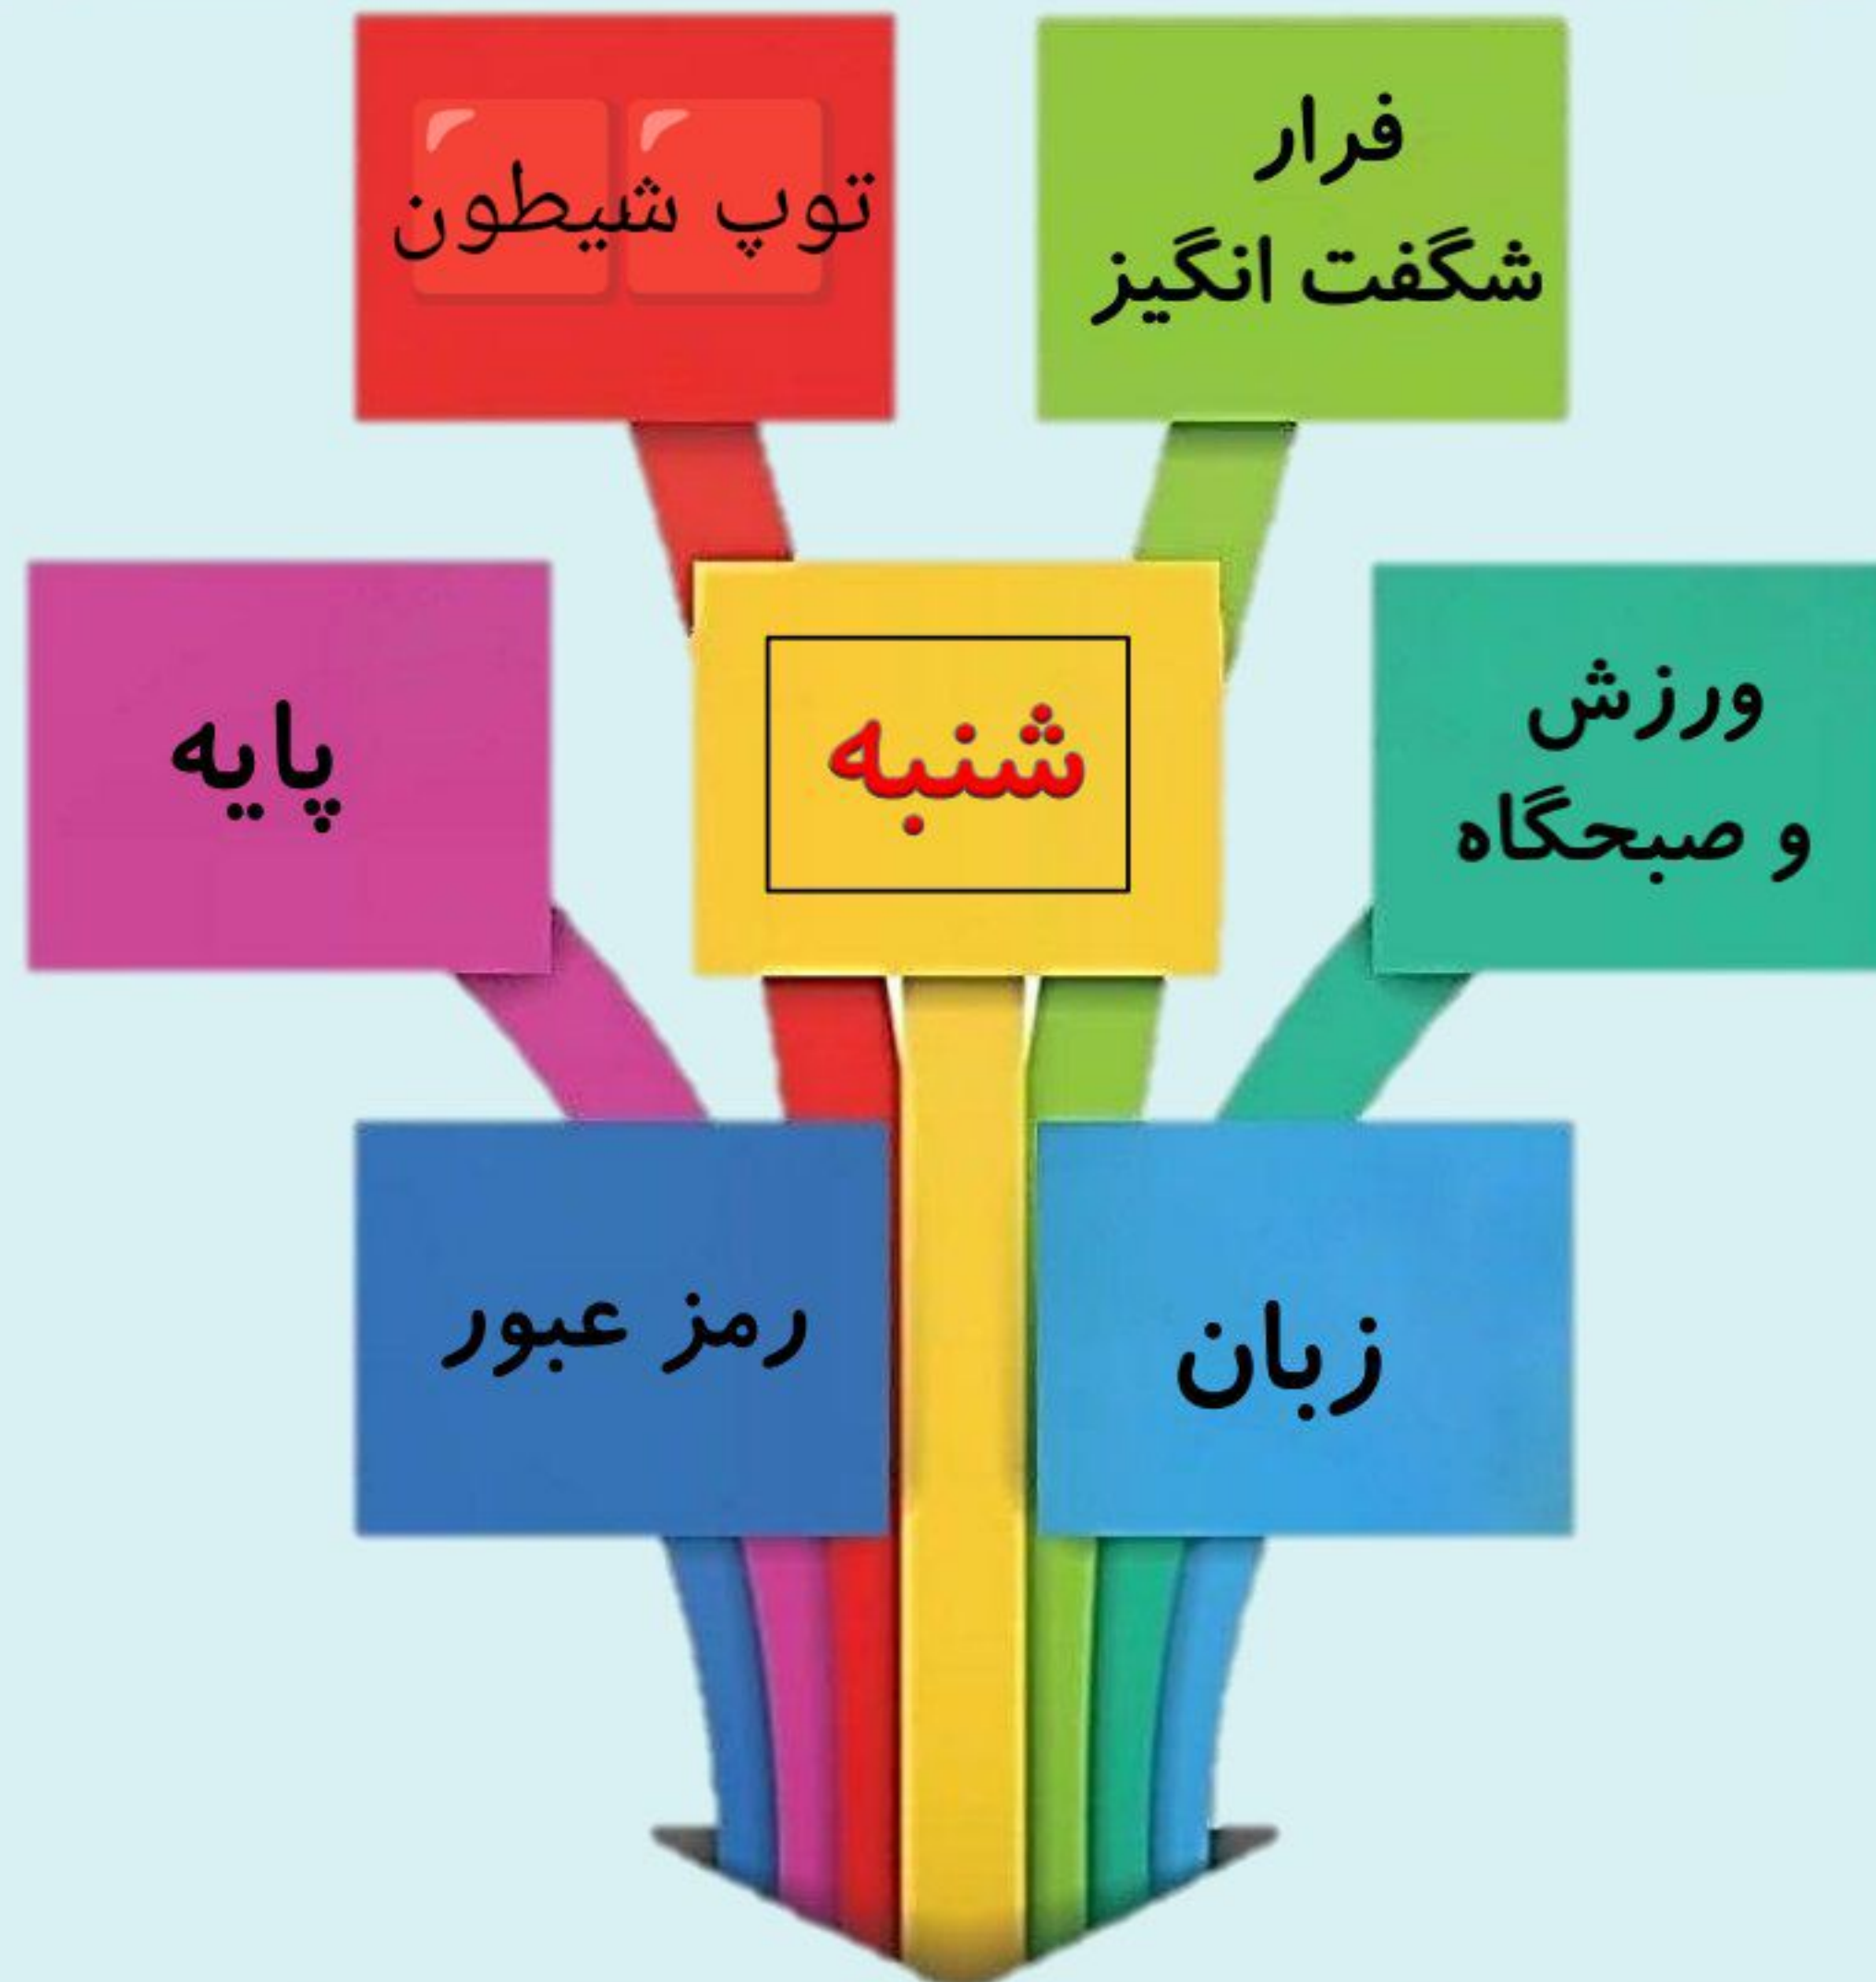 فرار
شگفت انگیز
توپ شیطون
ورزش
و صبحگاه
شنبه
پایه
زبان
رمز عبور